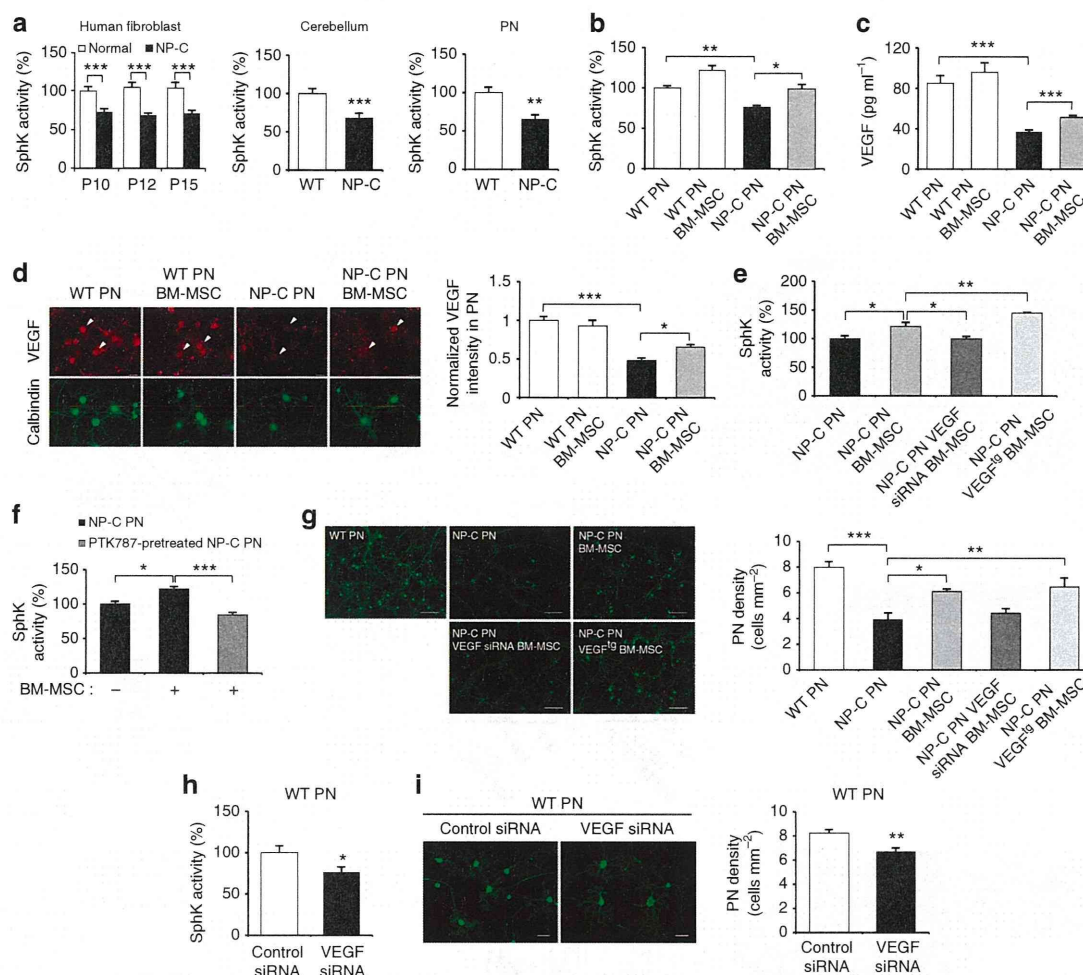 a
Human fibroblast
Normal NP-C
SphK activity (%)
150
100
50
0
*** *** ***
P10 P12 P15
Cerebellum
SphK activity (%)
150
100
50
0
***
WT NP-C
PN
SphK activity (%)
150
100
50
0
**
WT NP-C
b
SphK activity (%)
150
100
50
0
**
*
WT PN
WT PN
BM-MSC
NP-C PN
NP-C PN
BM-MSC
c
VEGF (pg ml−1)
120
80
40
0
***
***
WT PN
WT PN
BM-MSC
NP-C PN
NP-C PN
BM-MSC
d
WT PN
WT PN
BM-MSC
NP-C PN
NP-C PN
BM-MSC
VEGF
Calbindin
Normalized VEGF
intensity in PN
1.5
1
0.5
0
***
*
WT PN
WT PN
BM-MSC
NP-C PN
NP-C PN
BM-MSC
e
SphK
activity (%)
150
100
50
0
**
* *
NP-C PN
NP-C PN
BM-MSC
NP-C PN VEGF
siRNA BM-MSC
NP-C PN
VEGFtg BM-MSC
f
NP-C PN
PTK787-pretreated NP-C PN
SphK
activity (%)
150
100
50
0
* ***
BM-MSC : – + +
g
WT PN
NP-C PN
NP-C PN
BM-MSC
NP-C PN
VEGF siRNA BM-MSC
NP-C PN
VEGFtg BM-MSC
PN density
(cells mm−2)
10
8
6
4
2
0
***
**
*
WT PN
NP-C PN
NP-C PN
BM-MSC
NP-C PN VEGF
siRNA BM-MSC
NP-C PN
VEGFtg BM-MSC
h
WT PN
SphK activity (%)
150
100
50
0
*
Control
siRNA
VEGF
siRNA
i
WT PN
Control siRNA VEGF siRNA
WT PN
PN density
(cells mm−2)
10
8
6
4
2
0
**
Control
siRNA
VEGF
siRNA